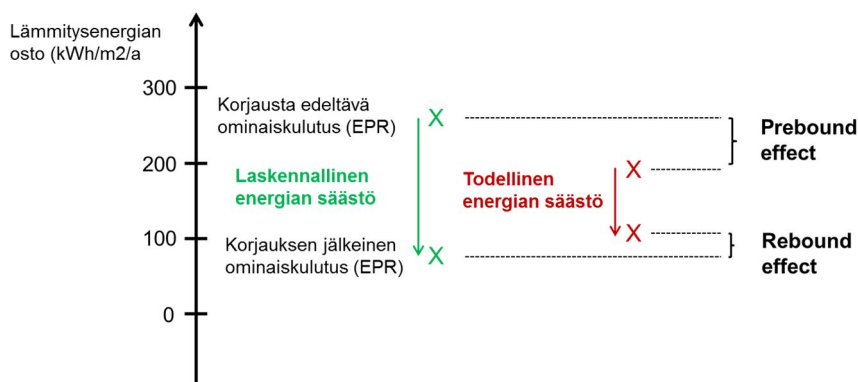 Lämmitysenergian
osto (kWh/m2/a
300
Korjausta edeltävä
ominaiskulutus (EPR)
X
Prebound
effect
200
Laskennallinen
energian säästö
Todellinen
energian säästö
X
100
Korjauksen jälkeinen
ominaiskulutus (EPR)
X
X
Rebound
effect
0